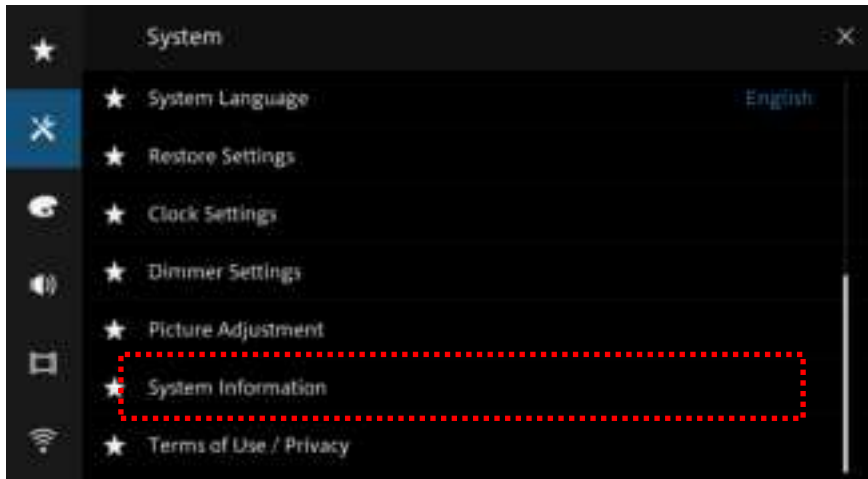 System
System Language English
Restore Settings
Clock Settings
Dimmer Settings
Picture Adjustment
System Information
Terms of Use / Privacy